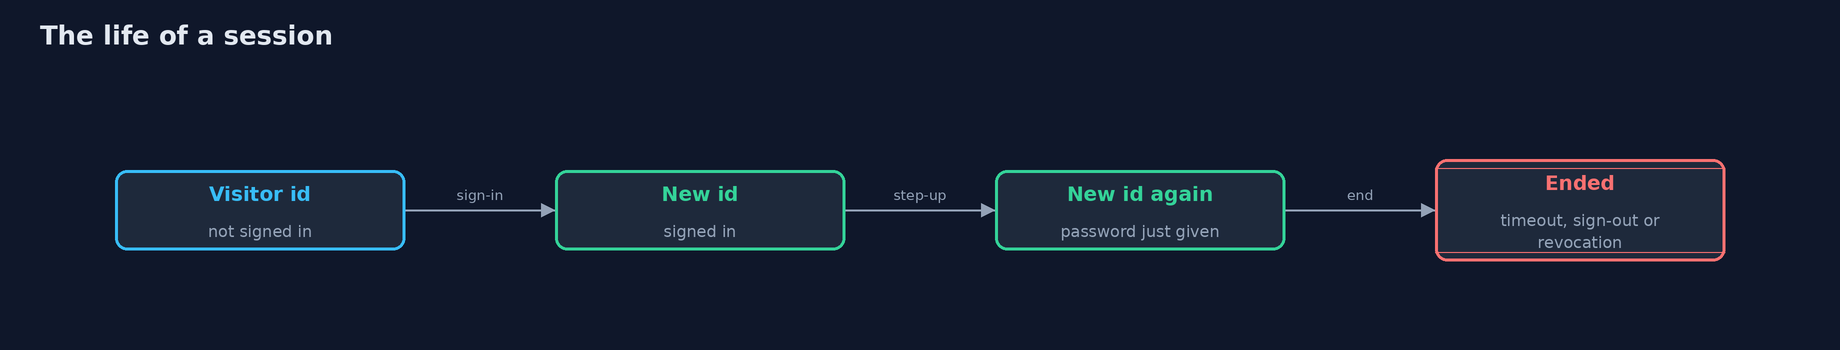 The life of a session
Visitor id
not signed in
sign-in
New id
signed in
step-up
New id again
password just given
end
Ended
timeout, sign-out or
revocation